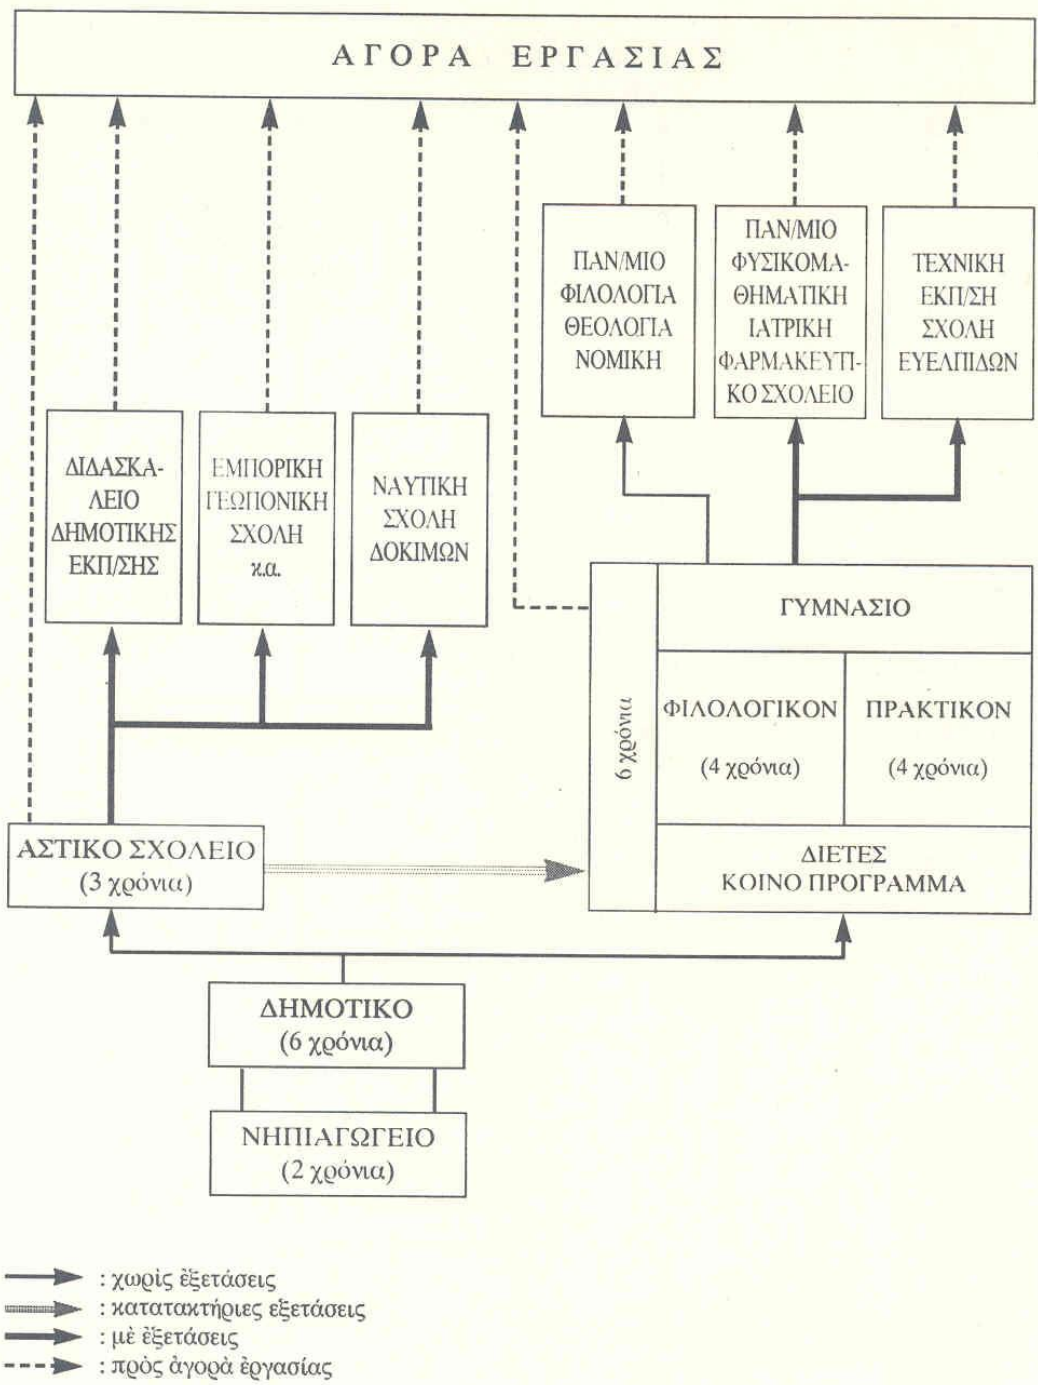 ΑΓΟΡΑ ΕΡΓΑΣΙΑΣ
ΠΑΝ/ΜΙΟ
ΦΙΛΟΛΟΓΙΑ
ΘΕΟΛΟΓΙΑ
ΝΟΜΙΚΗ
ΠΑΝ/ΜΙΟ
ΦΥΣΙΚΟΜΑ-
ΘΗΜΑΤΙΚΗ
ΙΑΤΡΙΚΗ
ΦΑΡΜΑΚΕΥΤΙ-
ΚΟ ΣΧΟΛΕΙΟ
ΤΕΧΝΙΚΗ
ΕΚΠ/ΣΗ
ΣΧΟΛΗ
ΕΥΕΛΠΙΔΩΝ
ΔΙΔΑΣΚΑ-
ΛΕΙΟ
ΔΗΜΟΤΙΚΗΣ
ΕΚΠ/ΣΗΣ
ΕΜΠΟΡΙΚΗ
ΓΕΩΠΟΝΙΚΗ
ΣΧΟΛΗ
κ.α.
ΝΑΥΤΙΚΗ
ΣΧΟΛΗ
ΔΟΚΙΜΩΝ
6 χρόνια
ΓΥΜΝΑΣΙΟ
ΦΙΛΟΛΟΓΙΚΟΝ
(4 χρόνια)
ΠΡΑΚΤΙΚΟΝ
(4 χρόνια)
ΔΙΕΤΕΣ
ΚΟΙΝΟ ΠΡΟΓΡΑΜΜΑ
ΑΣΤΙΚΟ ΣΧΟΛΕΙΟ
(3 χρόνια)
ΔΗΜΟΤΙΚΟ
(6 χρόνια)
ΝΗΠΙΑΓΩΓΕΙΟ
(2 χρόνια)
: χωρὶς ἐξετάσεις
: κατατακτήριες εξετάσεις
: μὲ ἐξετάσεις
: πρὸς ἀγορὰ ἐργασίας